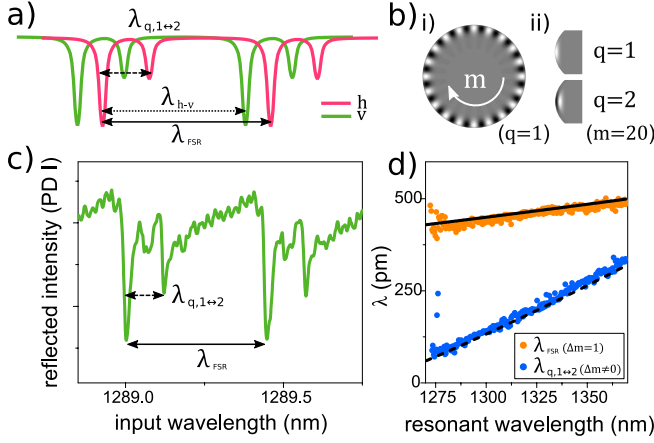 a)
λq,1↔2
λh-v
λFSR
h
v
b)
i)
m
(q=1)
ii)
q=1
q=2
(m=20)
c)
reflected intensity (PD I)
λq,1↔2
λFSR
1289.0
1289.5
input wavelength (nm)
d)
λ (pm)
500
250
0
λFSR (Δm=1)
λq,1↔2 (Δm≠0)
1275
1300
1325
1350
resonant wavelength (nm)